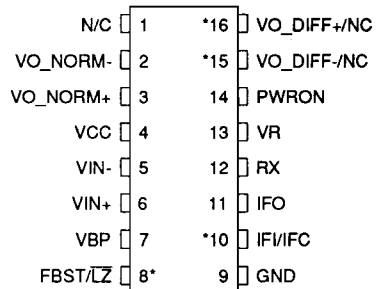 N/C 1 *16 VO_DIFF+/NC
VO_NORM- 2 *15 VO_DIFF-/NC
VO_NORM+ 3 14 PWRON
VCC 4 13 VR
VIN- 5 12 RX
VIN+ 6 11 IFO
VBP 7 *10 IFI/IFC
FBST/L̅Z̅ 8* 9 GND